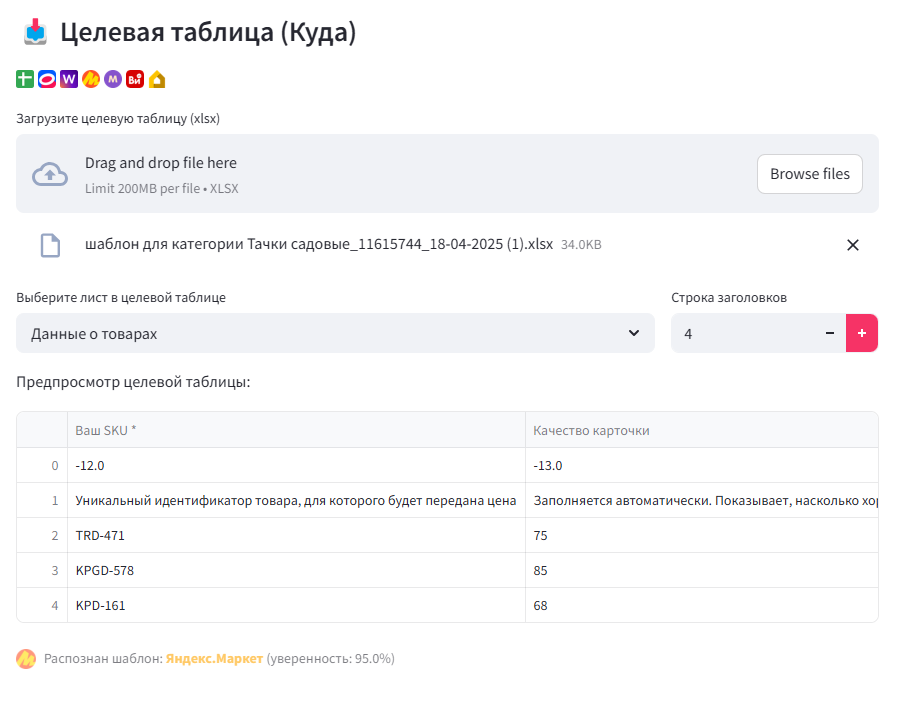 Целевая таблица (Куда)
W M M Ви
Загрузите целевую таблицу (xlsx)
Drag and drop file here
Limit 200MB per file • XLSX
Browse files
шаблон для категории Тачки садовые_11615744_18-04-2025 (1).xlsx 34.0KB
Выберите лист в целевой таблице
Строка заголовков
Данные о товарах
4
Предпросмотр целевой таблицы:
Ваш SKU * Качество карточки
0 -12.0 -13.0
1 Уникальный идентификатор товара, для которого будет передана цена Заполняется автоматически. Показывает, насколько
2 TRD-471 75
3 KPGD-578 85
4 KPD-161 68
Распознан шаблон: Яндекс.Маркет (уверенность: 95.0%)